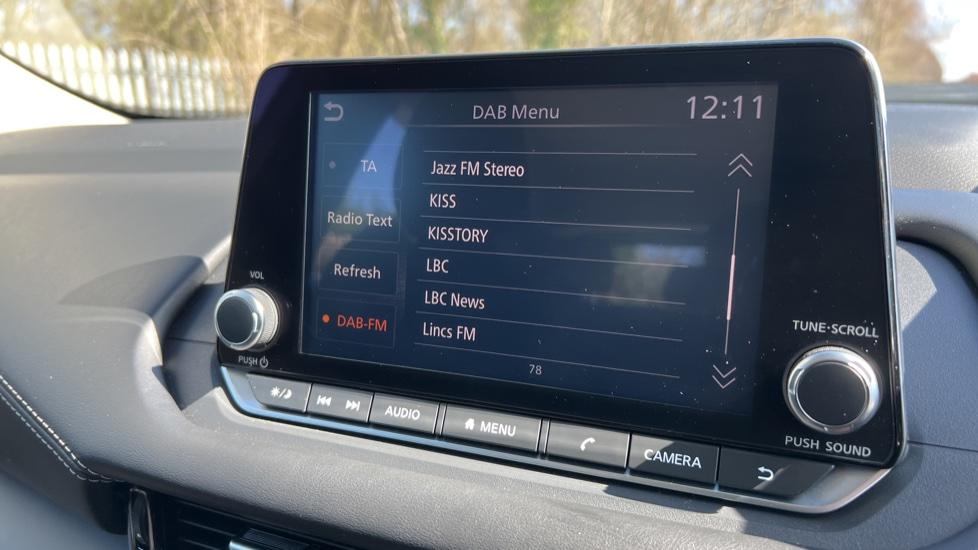 DAB Menu
12:11
TA
Radio Text
Refresh
DAB-FM
Jazz FM Stereo
KISS
KISSTORY
LBC
LBC News
Lincs FM
78
VOL
PUSH
TUNE·SCROLL
PUSH SOUND
AUDIO
MENU
CAMERA